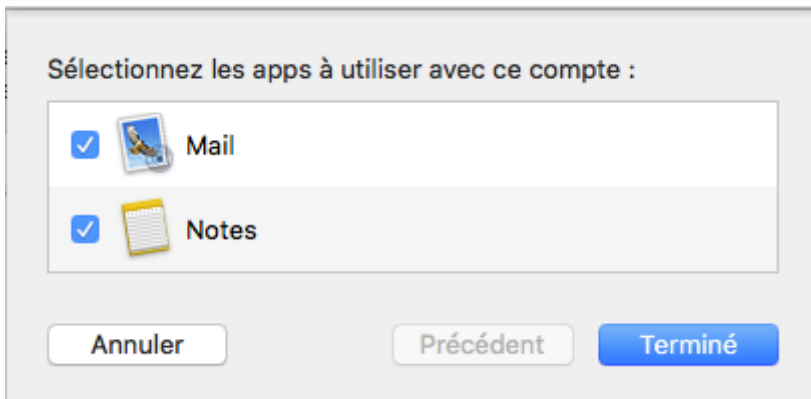 Sélectionnez les apps à utiliser avec ce compte :
Mail
Notes
Annuler
Précédent
Terminé